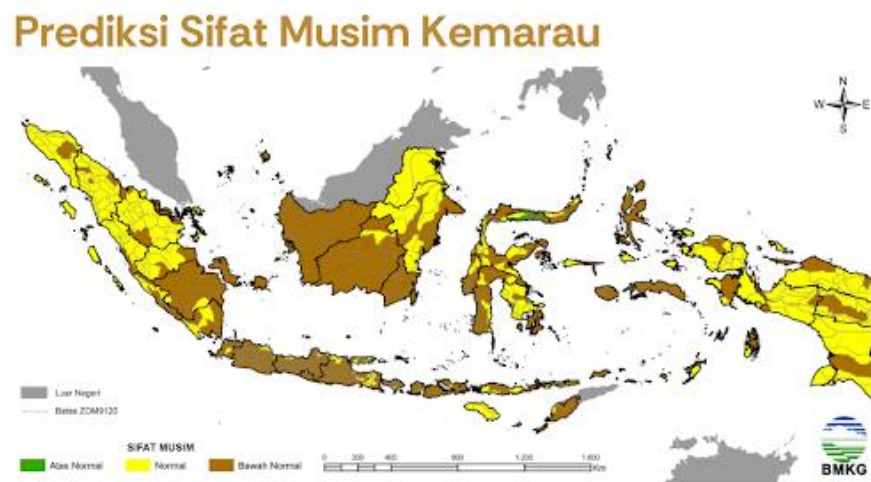 Prediksi Sifat Musim Kemarau
N
W E
S
Luar Negeri
Batas ZOM9120
SIFAT MUSIM
Atas Normal Normal Bawah Normal
0 200 400 800 1.200 1.600
Km
BMKG